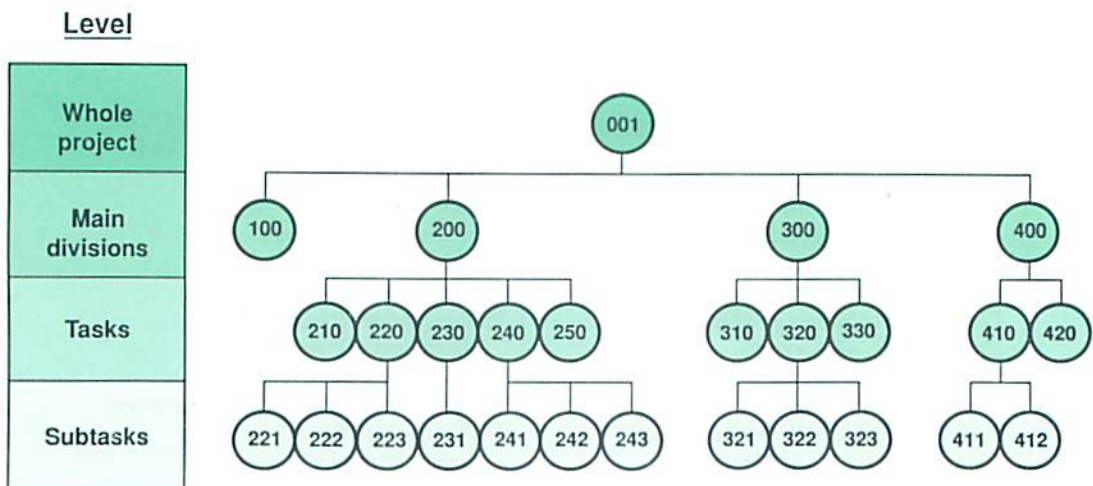 Level
Whole
project
001
Main
divisions
100 200 300 400
Tasks
210 220 230 240 250 310 320 330 410 420
Subtasks
221 222 223 231 241 242 243 321 322 323 411 412